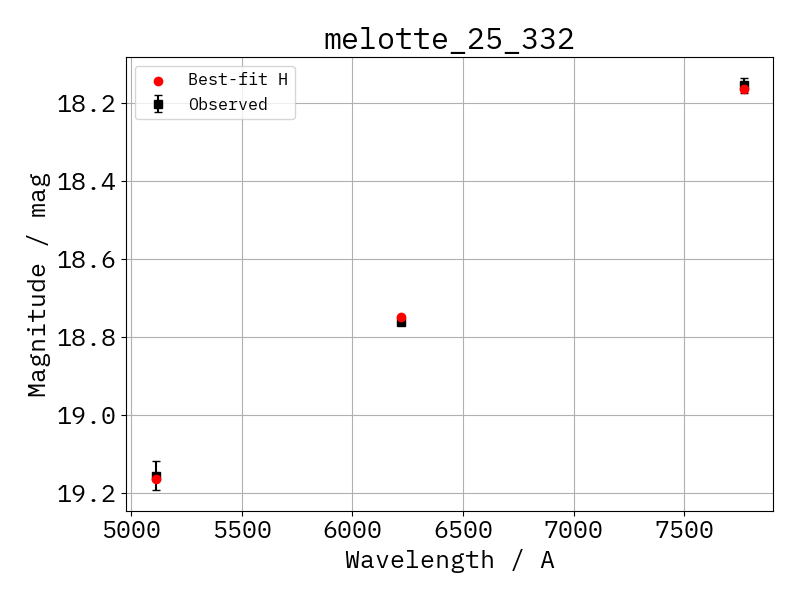 melotte_25_332
Best-fit H
Observed
18.2
18.4
18.6
18.8
19.0
19.2
Magnitude / mag
5000 5500 6000 6500 7000 7500
Wavelength / A